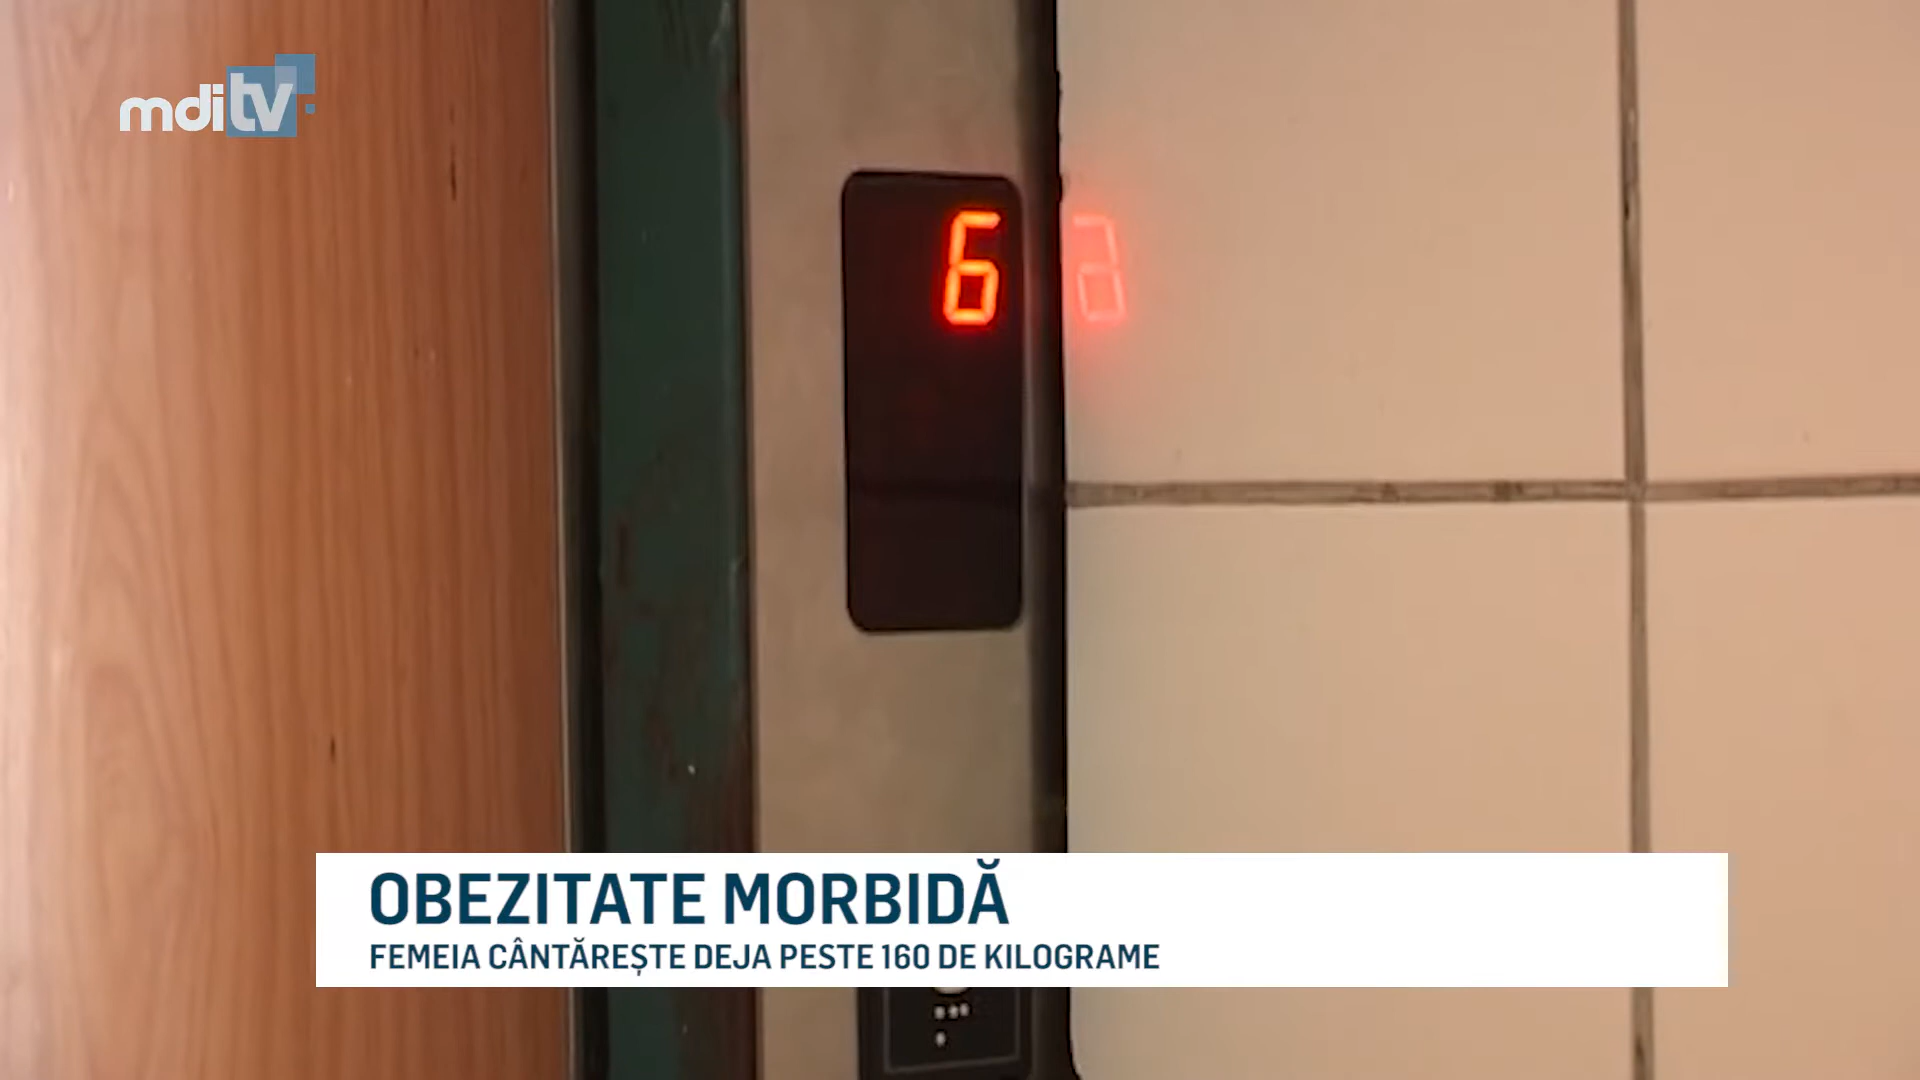 mditv
6
OBEZITATE MORBIDĂ
FEMEIA CÂNTĂREȘTE DEJA PESTE 160 DE KILOGRAME